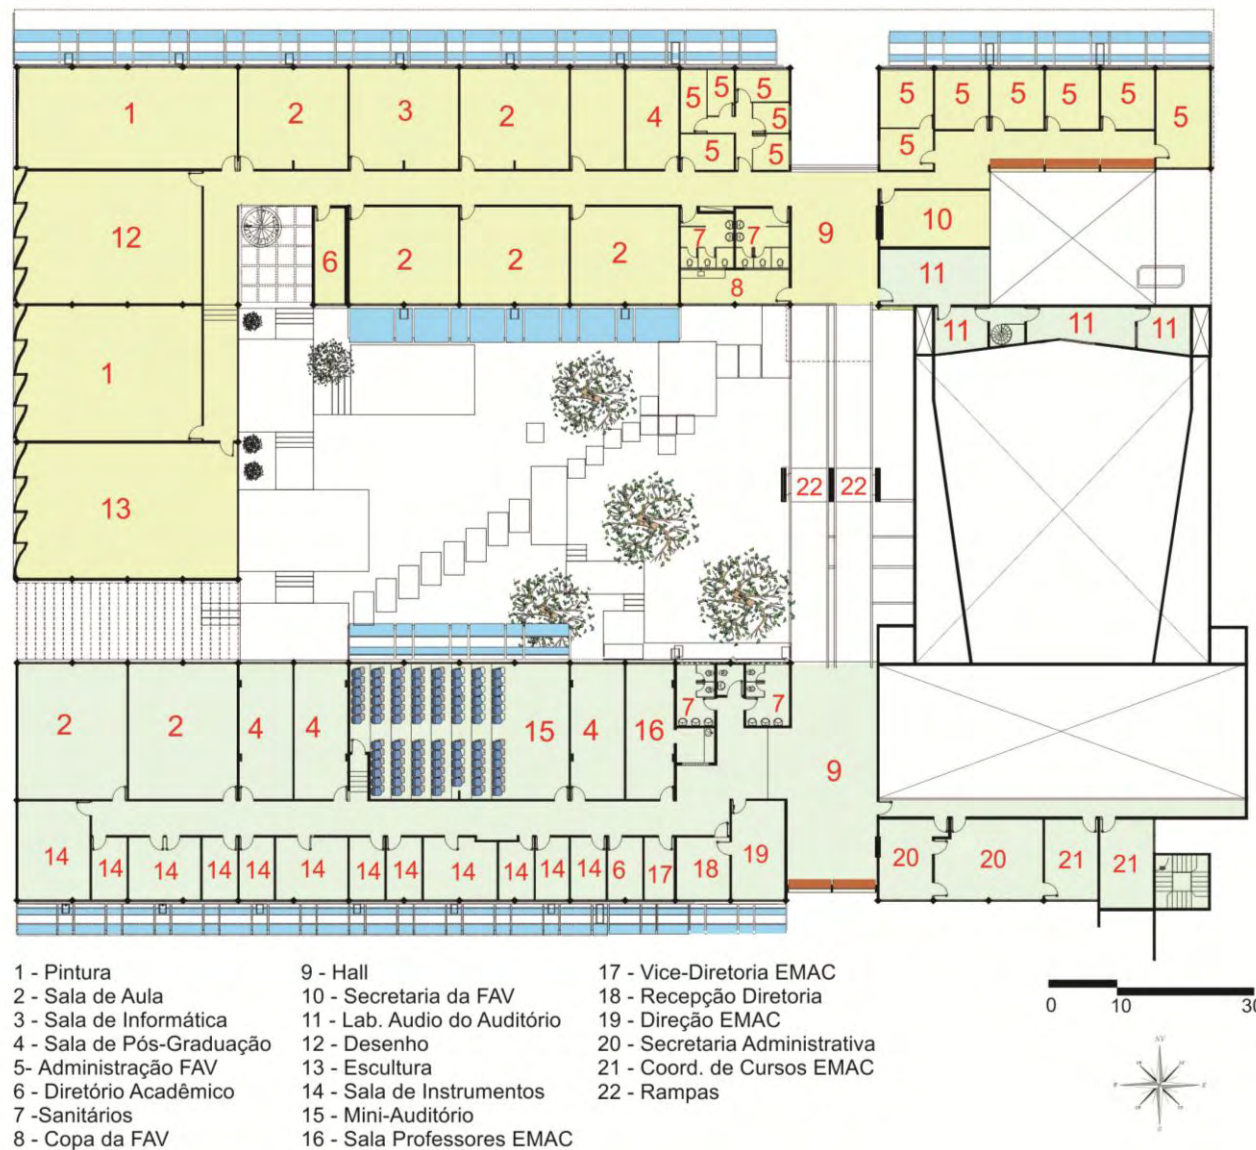 1 2 3 2 4 5 5 5 5 5 5 5 5 5 5 5 5 5
12 6 2 2 2 7 7 8 9 10 11
11 11 11
1
13
22 22
2 2 4 4 15 4 16 7 7 9
14 14 14 14 14 14 14 14 14 14 14 14 6 17 18 19 20 20 21 21
1 - Pintura
2 - Sala de Aula
3 - Sala de Informática
4 - Sala de Pós-Graduação
5- Administração FAV
6 - Diretório Acadêmico
7 -Sanitários
8 - Copa da FAV
9 - Hall
10 - Secretaria da FAV
11 - Lab. Audio do Auditório
12 - Desenho
13 - Escultura
14 - Sala de Instrumentos
15 - Mini-Auditório
16 - Sala Professores EMAC
17 - Vice-Diretoria EMAC
18 - Recepção Diretoria
19 - Direção EMAC
20 - Secretaria Administrativa
21 - Coord. de Cursos EMAC
22 - Rampas
0 10 30